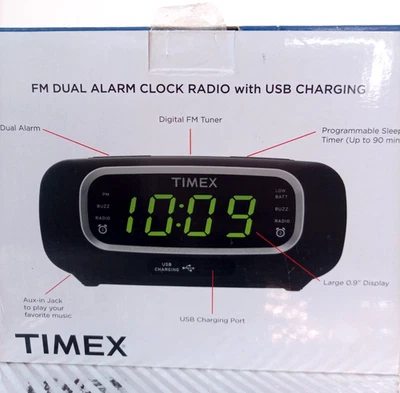 FM DUAL ALARM CLOCK RADIO with USB CHARGING
Dual Alarm
Digital FM Tuner
Programmable Sleep
Timer (Up to 90 min
TIMEX
PM
BUZZ
RADIO
10:09
LOW
BATT
BUZZ
RADIO
USB
CHARGING
Aux-in Jack
to play your
favorite music
USB Charging Port
Large 0.9" Display
TIMEX